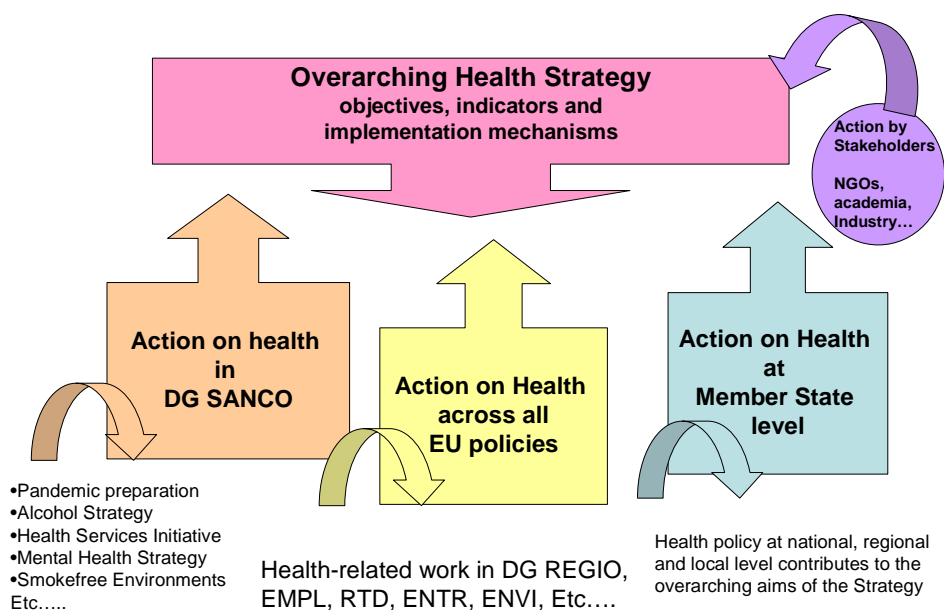 Overarching Health Strategy
objectives, indicators and
implementation mechanisms
Action by
Stakeholders
NGOs,
academia,
Industry…
Action on health
in
DG SANCO
Action on Health
across all
EU policies
Action on Health
at
Member State
level
•Pandemic preparation
•Alcohol Strategy
•Health Services Initiative
•Mental Health Strategy
•Smokefree Environments
Etc…..
Health-related work in DG REGIO,
EMPL, RTD, ENTR, ENVI, Etc….
Health policy at national, regional
and local level contributes to the
overarching aims of the Strategy